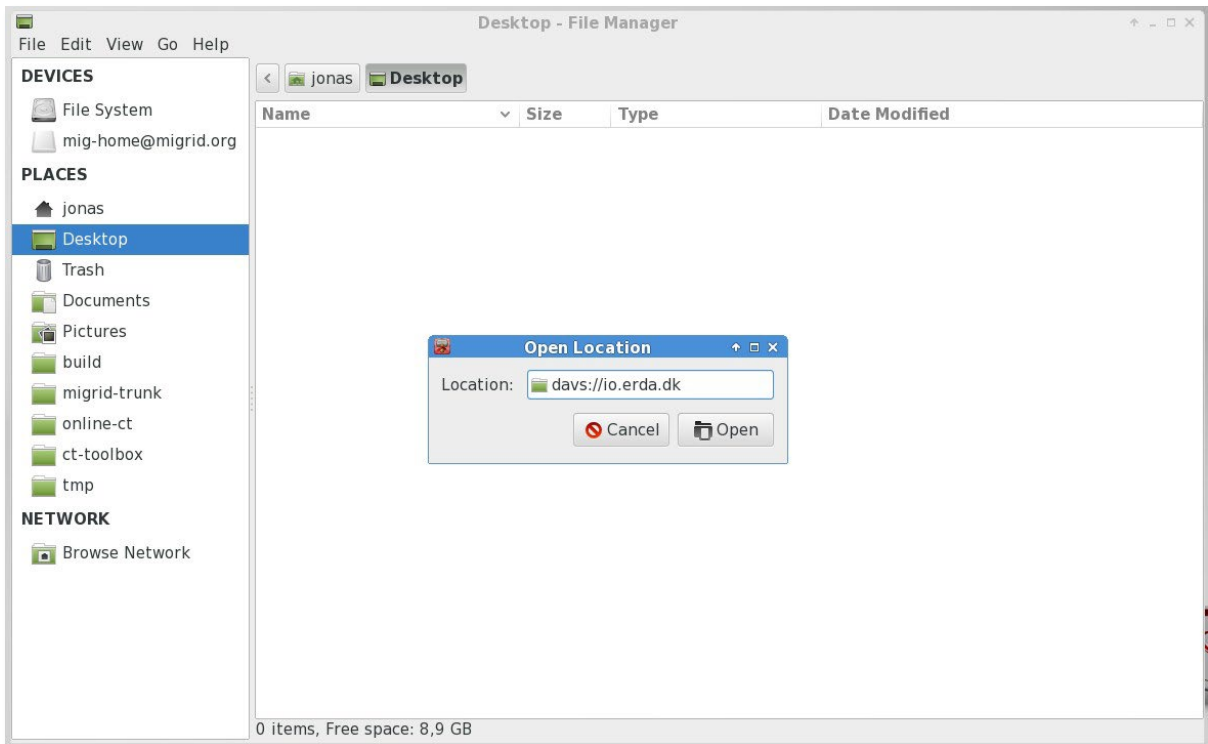 Desktop - File Manager
File Edit View Go Help
DEVICES
File System
mig-home@migrid.org
PLACES
jonas
Desktop
Trash
Documents
Pictures
build
migrid-trunk
online-ct
ct-toolbox
tmp
NETWORK
Browse Network
jonas Desktop
Name Size Type Date Modified
Open Location
Location: davs://io.erda.dk
Cancel Open
0 items, Free space: 8,9 GB